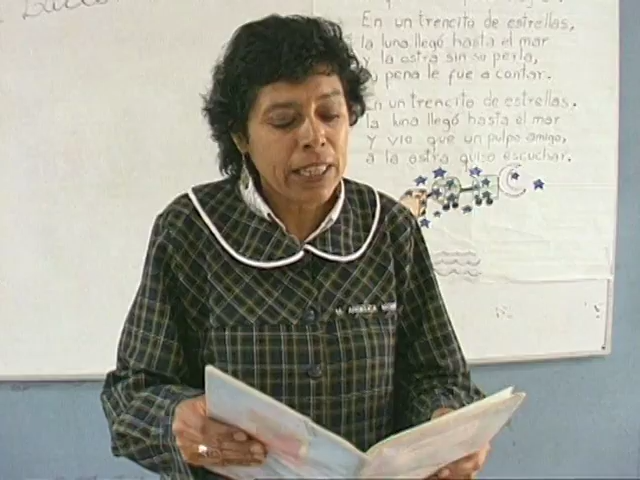 En un trencito de estrellas,
la luna llegó hasta el mar
y la ostra sin su perla,
su pena le fue a contar.
En un trencito de estrellas.
la luna llegó hasta el mar
y vio que un pulpo amigo,
a la ostra quiso escuchar.